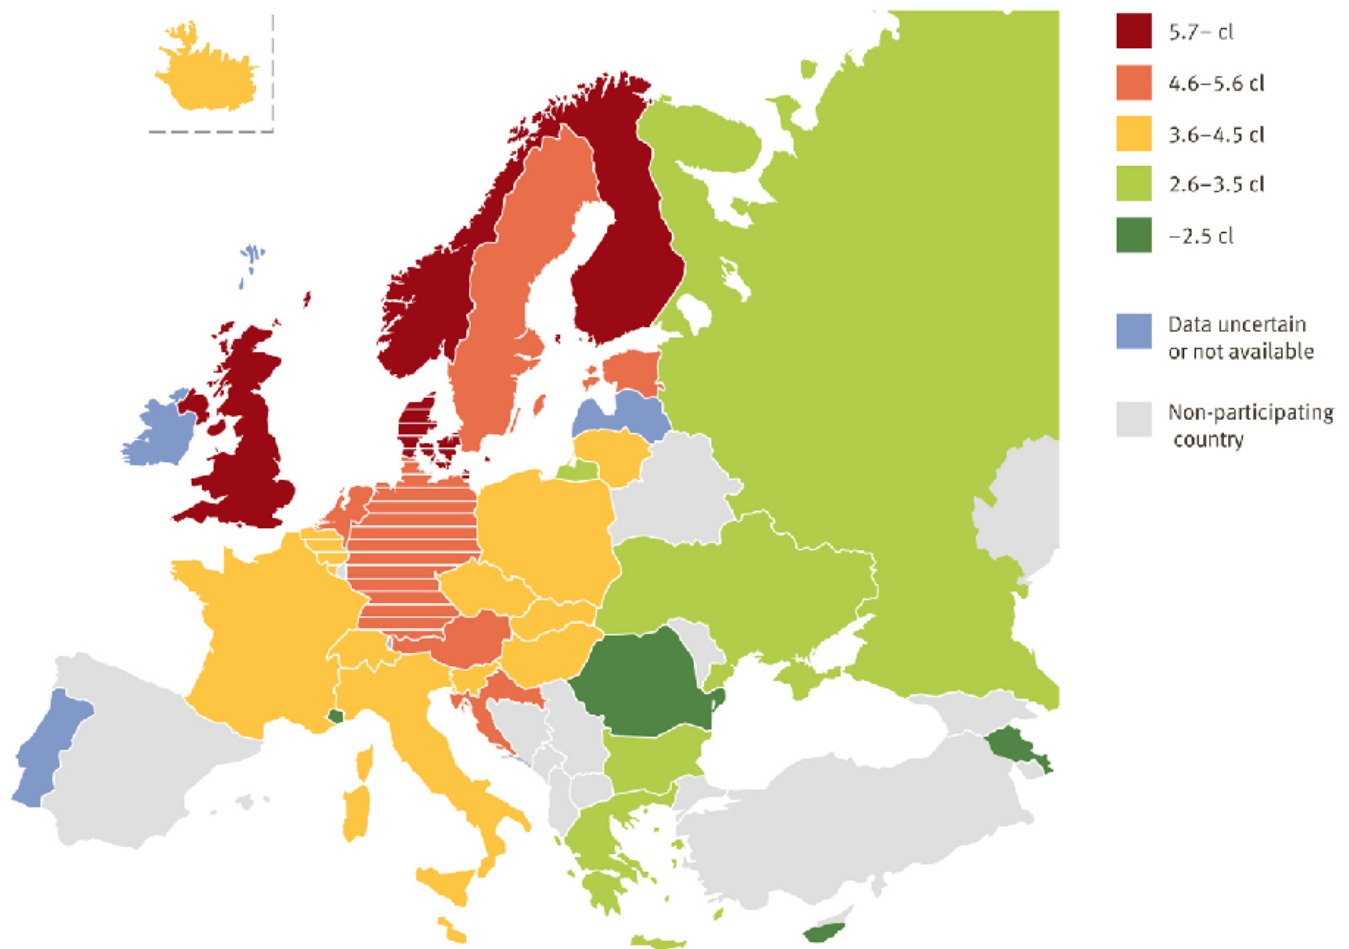 5.7– cl
4.6–5.6 cl
3.6–4.5 cl
2.6–3.5 cl
–2.5 cl
Data uncertain
or not available
Non-participating
country